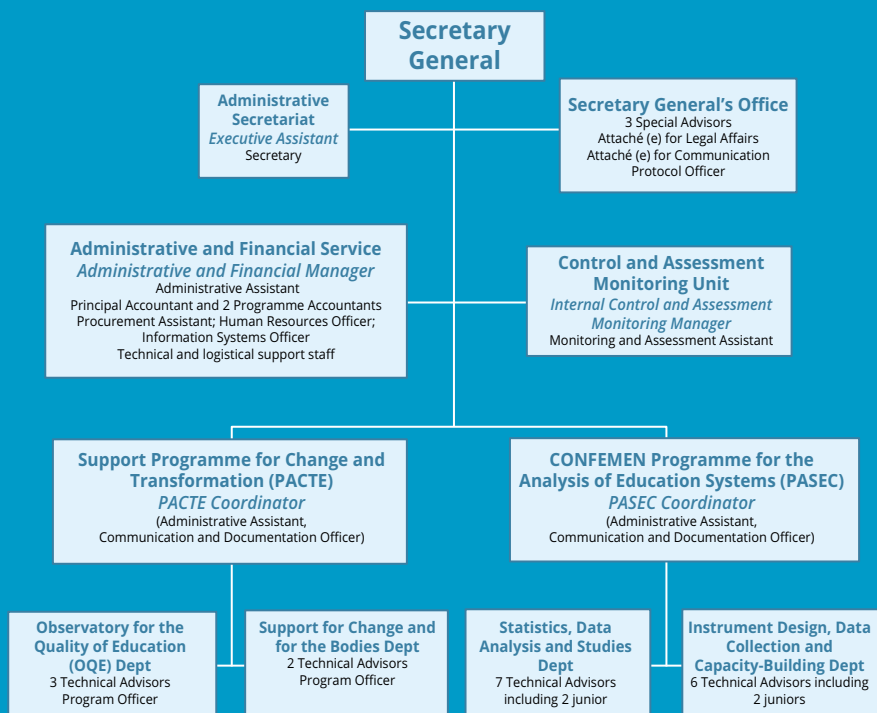 Secretary
General
Administrative
Secretariat
Executive Assistant
Secretary
Secretary General’s Office
3 Special Advisors
Attaché (e) for Legal Affairs
Attaché (e) for Communication
Protocol Officer
Administrative and Financial Service
Administrative and Financial Manager
Administrative Assistant
Principal Accountant and 2 Programme Accountants
Procurement Assistant; Human Resources Officer;
Information Systems Officer
Technical and logistical support staff
Control and Assessment
Monitoring Unit
Internal Control and Assessment
Monitoring Manager
Monitoring and Assessment Assistant
Support Programme for Change and
Transformation (PACTE)
PACTE Coordinator
(Administrative Assistant,
Communication and Documentation Officer)
CONFEMEN Programme for the
Analysis of Education Systems (PASEC)
PASEC Coordinator
(Administrative Assistant,
Communication and Documentation Officer)
Observatory for the
Quality of Education
(OQE) Dept
3 Technical Advisors
Program Officer
Support for Change and
for the Bodies Dept
2 Technical Advisors
Program Officer
Statistics, Data
Analysis and Studies
Dept
7 Technical Advisors
including 2 junior
Instrument Design, Data
Collection and
Capacity-Building Dept
6 Technical Advisors including
2 juniors